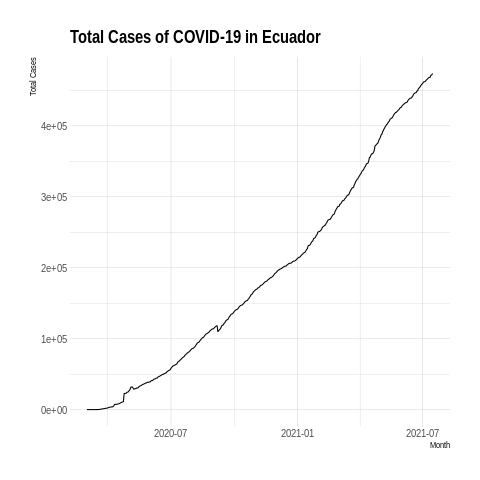 Total Cases of COVID-19 in Ecuador
Total Cases
4e+05
3e+05
2e+05
1e+05
0e+00
2020-07 2021-01 2021-07
Month